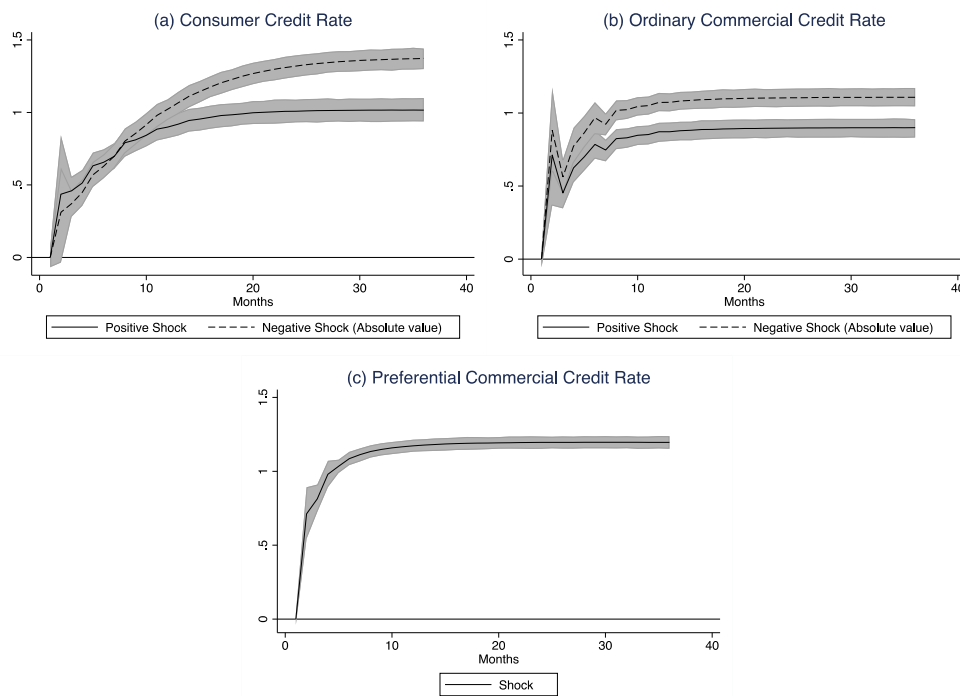 (a) Consumer Credit Rate
1.5
1
.5
0
0 10 20 30 40
Months
Positive Shock Negative Shock (Absolute value)
(b) Ordinary Commercial Credit Rate
1.5
1
.5
0
0 10 20 30 40
Months
Positive Shock Negative Shock (Absolute value)
(c) Preferential Commercial Credit Rate
1.5
1
.5
0
0 10 20 30 40
Months
Shock